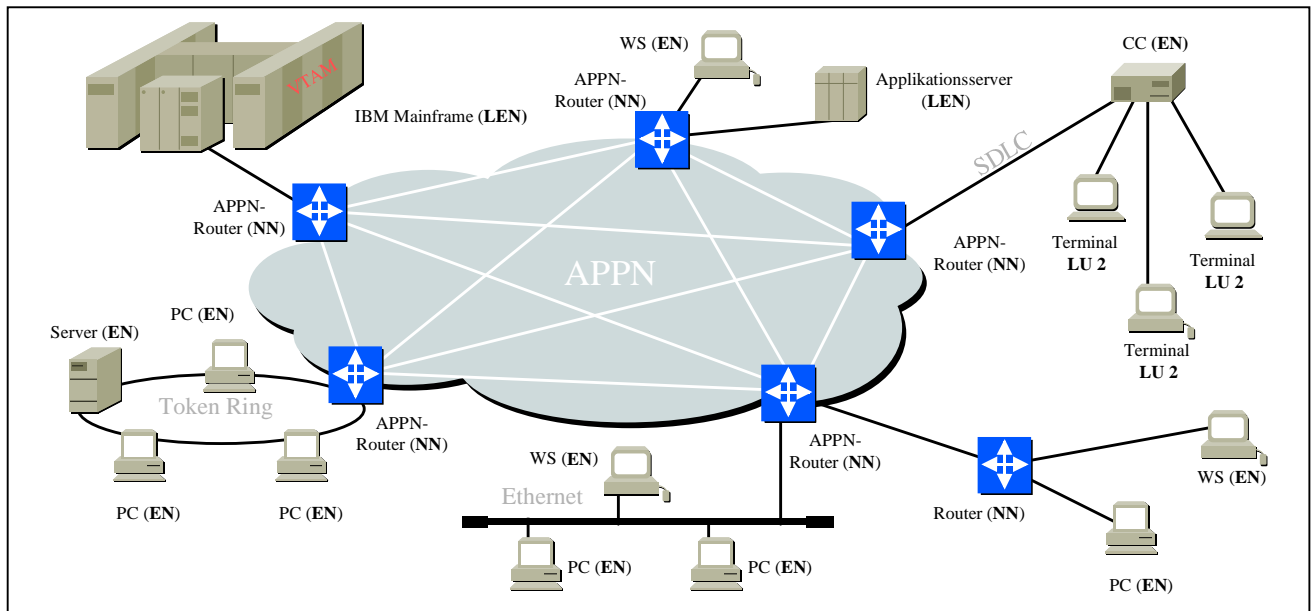 WS (EN)
CC (EN)
VTAM
APPN-
Router (NN)
Applikationsserver
(LEN)
IBM Mainframe (LEN)
SDLC
APPN-
Router (NN)
APPN-
Router (NN)
Terminal
LU 2
Terminal
LU 2
Terminal
LU 2
APPN
PC (EN)
Server (EN)
Token Ring
APPN-
Router (NN)
PC (EN)
PC (EN)
WS (EN)
Ethernet
PC (EN)
PC (EN)
APPN-
Router (NN)
Router (NN)
WS (EN)
PC (EN)